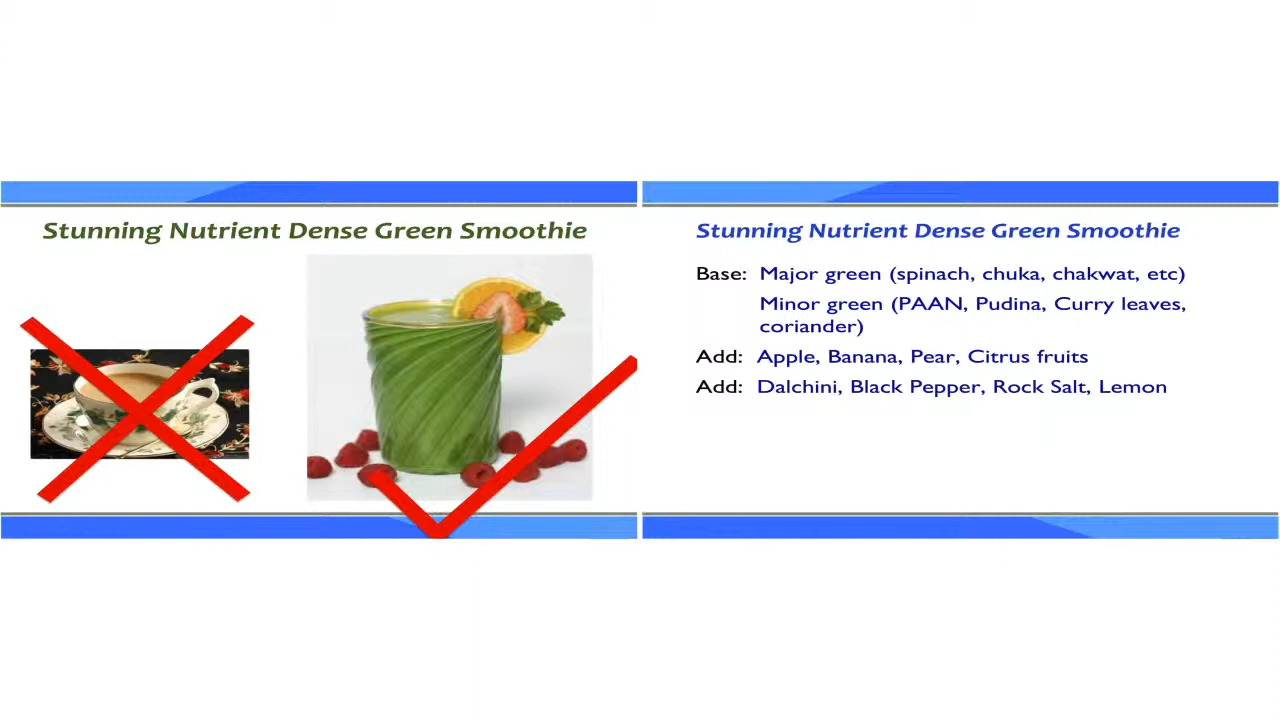 Stunning Nutrient Dense Green Smoothie
Stunning Nutrient Dense Green Smoothie
Base: Major green (spinach, chuka, chakwat, etc)
Minor green (PAAN, Pudina, Curry leaves,
coriander)
Add: Apple, Banana, Pear, Citrus fruits
Add: Dalchini, Black Pepper, Rock Salt, Lemon